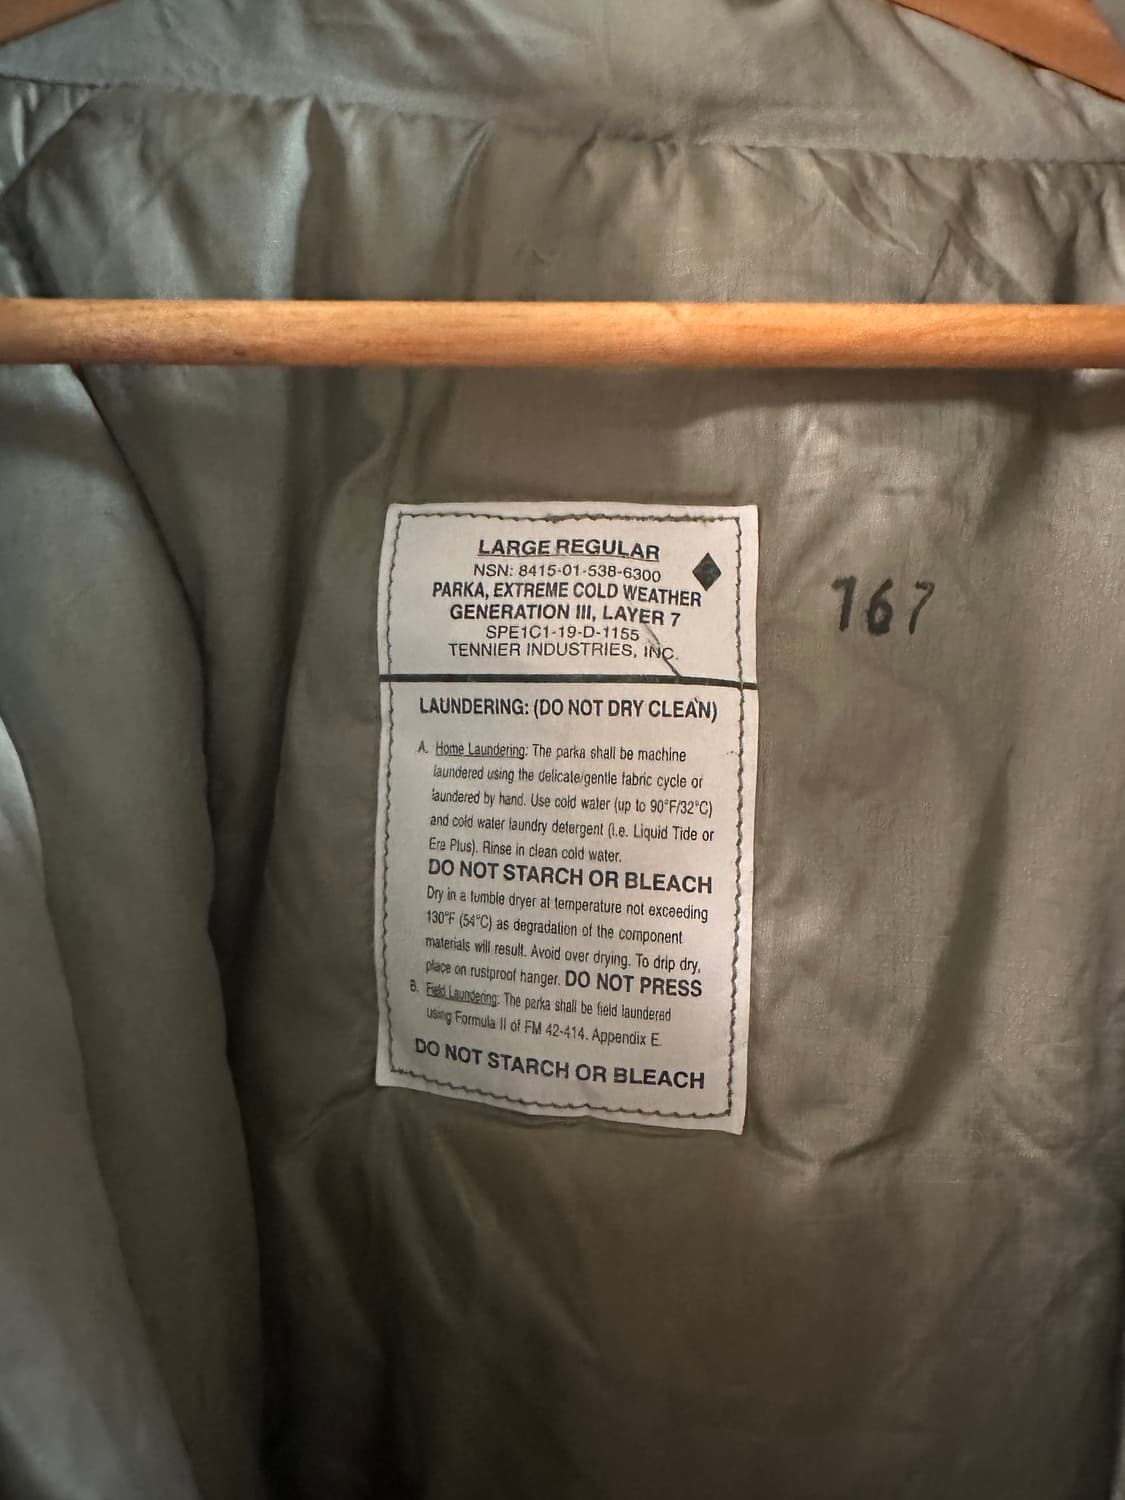 LARGE REGULAR
NSN: 8415-01-538-6300
PARKA, EXTREME COLD WEATHER
GENERATION III, LAYER 7
SPE1C1-19-D-1155
TENNIER INDUSTRIES, INC.
167
LAUNDERING: (DO NOT DRY CLEAN)
A. Home Laundering: The parka shall be machine
laundered using the delicate/gentle fabric cycle or
laundered by hand. Use cold water (up to 90°F/32°C)
and cold water laundry detergent (i.e. Liquid Tide or
Era Plus). Rinse in clean cold water.
DO NOT STARCH OR BLEACH
Dry in a tumble dryer at temperature not exceeding
130°F (54°C) as degradation of the component
materials will result. Avoid over drying. To drip dry,
place on rustproof hanger. DO NOT PRESS
B. Field Laundering: The parka shall be field laundered
using Formula II of FM 42-414. Appendix E.
DO NOT STARCH OR BLEACH